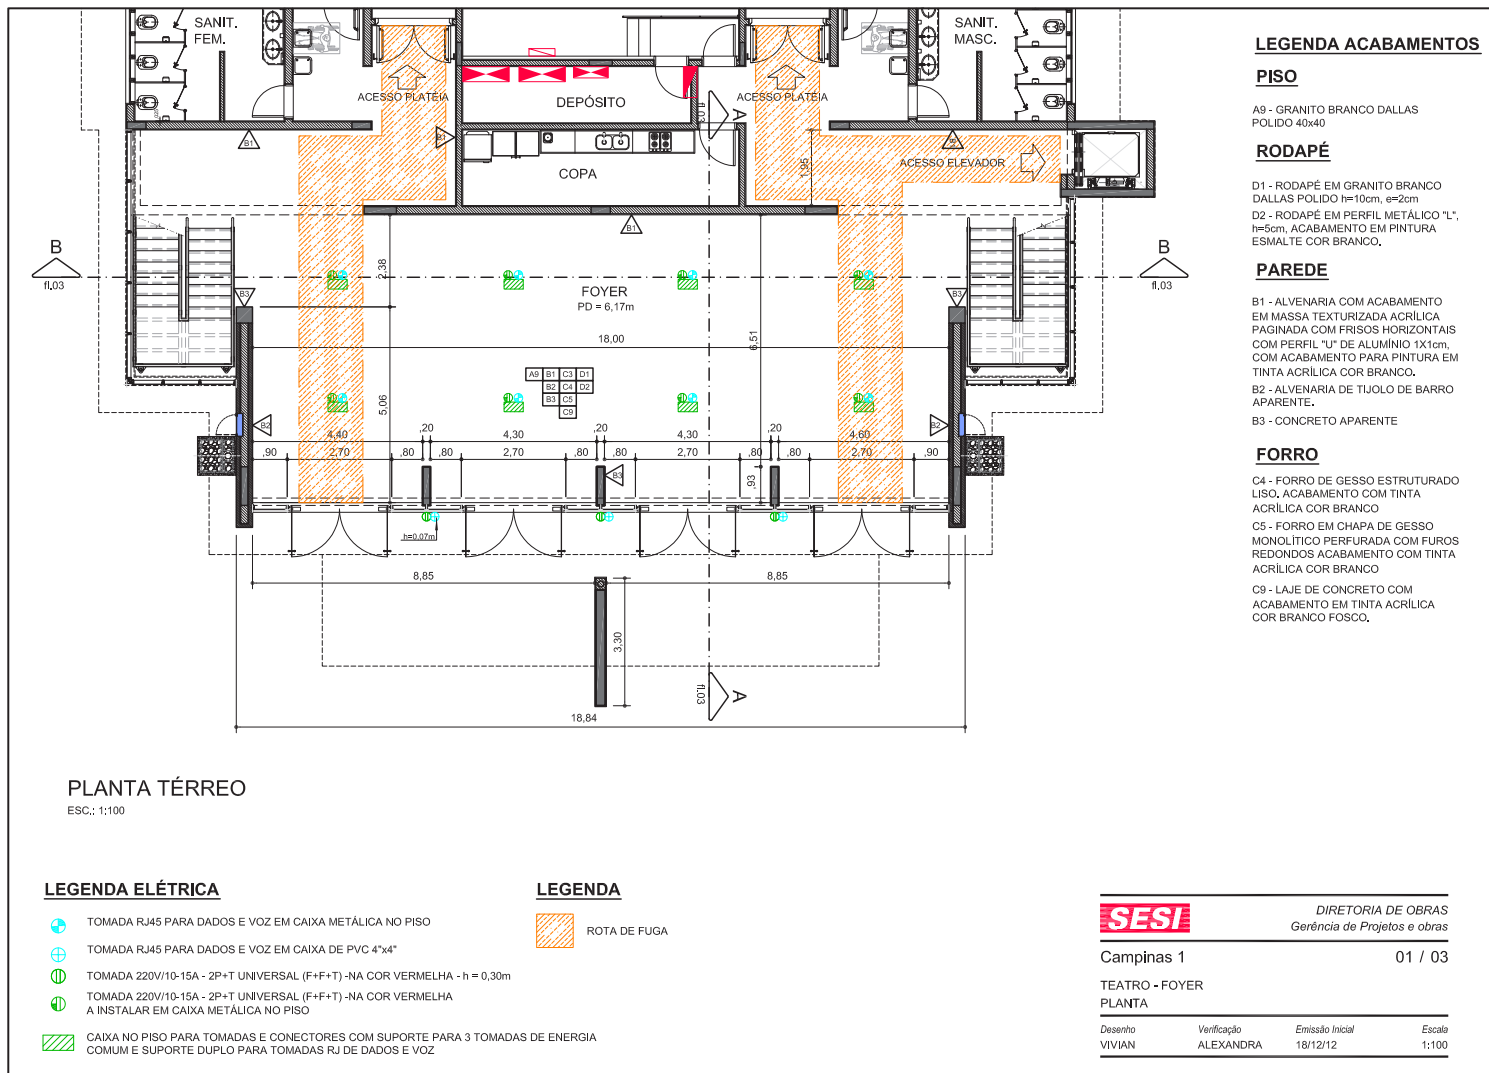 SANIT.
FEM.
SANIT.
MASC.
ACESSO PLATÉIA
ACESSO PLATÉIA
DEPÓSITO
fl.03
A
B1
B1
COPA
1,95
ACESSO ELEVADOR
B1
B
fl.03
B
fl.03
2,38
FOYER
PD = 6,17m
B3
B3
18,00
6,51
A9 B1 C3 D1
B2 C4 D2
B3 C5
C9
5,06
B2
B2
4,40
,20
4,30
,20
4,30
,20
4,60
,90
2,70
,80
,80
2,70
,80
,80
2,70
,80
,80
2,70
,90
B3
,93
h=0.07m
8,85
8,85
3,30
fl.03
A
18,84
PLANTA TÉRREO
ESC.: 1:100
LEGENDA ACABAMENTOS
PISO
A9 - GRANITO BRANCO DALLAS
POLIDO 40x40
RODAPÉ
D1 - RODAPÉ EM GRANITO BRANCO
DALLAS POLIDO h=10cm, e=2cm
D2 - RODAPÉ EM PERFIL METÁLICO "L",
h=5cm, ACABAMENTO EM PINTURA
ESMALTE COR BRANCO.
PAREDE
B1 - ALVENARIA COM ACABAMENTO
EM MASSA TEXTURIZADA ACRÍLICA
PAGINADA COM FRISOS HORIZONTAIS
COM PERFIL "U" DE ALUMÍNIO 1X1cm,
COM ACABAMENTO PARA PINTURA EM
TINTA ACRÍLICA COR BRANCO.
B2 - ALVENARIA DE TIJOLO DE BARRO
APARENTE.
B3 - CONCRETO APARENTE
FORRO
C4 - FORRO DE GESSO ESTRUTURADO
LISO, ACABAMENTO COM TINTA
ACRÍLICA COR BRANCO
C5 - FORRO EM CHAPA DE GESSO
MONOLÍTICO PERFURADA COM FUROS
REDONDOS ACABAMENTO COM TINTA
ACRÍLICA COR BRANCO
C9 - LAJE DE CONCRETO COM
ACABAMENTO EM TINTA ACRÍLICA
COR BRANCO FOSCO.
LEGENDA ELÉTRICA
TOMADA RJ45 PARA DADOS E VOZ EM CAIXA METÁLICA NO PISO
TOMADA RJ45 PARA DADOS E VOZ EM CAIXA DE PVC 4"x4"
TOMADA 220V/10-15A - 2P+T UNIVERSAL (F+F+T) -NA COR VERMELHA - h = 0,30m
TOMADA 220V/10-15A - 2P+T UNIVERSAL (F+F+T) -NA COR VERMELHA
A INSTALAR EM CAIXA METÁLICA NO PISO
CAIXA NO PISO PARA TOMADAS E CONECTORES COM SUPORTE PARA 3 TOMADAS DE ENERGIA
COMUM E SUPORTE DUPLO PARA TOMADAS RJ DE DADOS E VOZ
LEGENDA
ROTA DE FUGA
SESI
DIRETORIA DE OBRAS
Gerência de Projetos e obras
Campinas 1
01 / 03
TEATRO - FOYER
PLANTA
Desenho Verificação Emissão Inicial Escala
VIVIAN ALEXANDRA 18/12/12 1:100